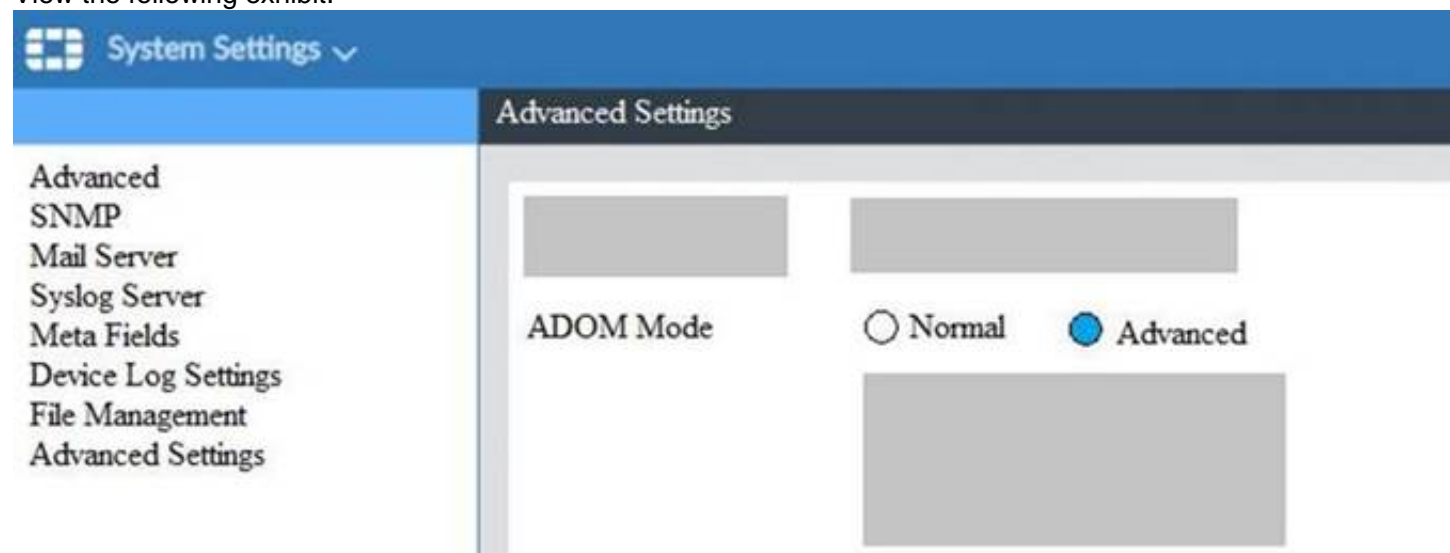 View the following exhibit:
System Settings
Advanced Settings
Advanced
SNMP
Mail Server
Syslog Server
Meta Fields
Device Log Settings
File Management
Advanced Settings
ADOM Mode
Normal
Advanced